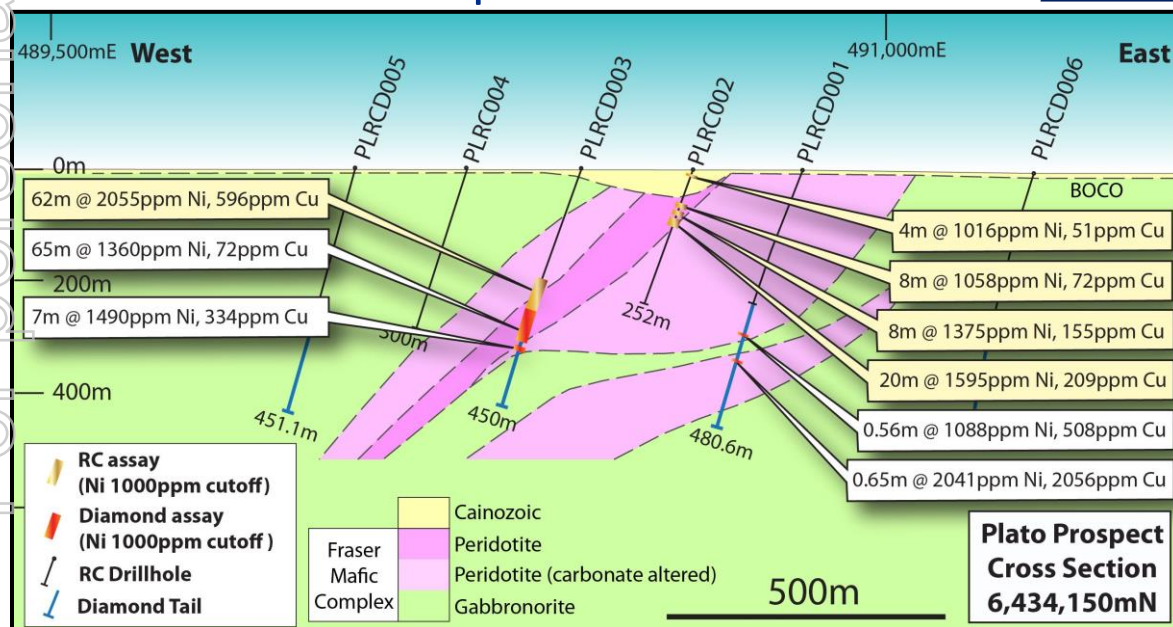 489,500mE
West
491,000mE
East
PLRCD005
PLRC004
PLRCD003
PLRC002
PLRCD001
PLRCD006
0m
BOCO
62m @ 2055ppm Ni, 596ppm Cu
65m @ 1360ppm Ni, 72ppm Cu
7m @ 1490ppm Ni, 334ppm Cu
4m @ 1016ppm Ni, 51ppm Cu
8m @ 1058ppm Ni, 72ppm Cu
8m @ 1375ppm Ni, 155ppm Cu
20m @ 1595ppm Ni, 209ppm Cu
0.56m @ 1088ppm Ni, 508ppm Cu
0.65m @ 2041ppm Ni, 2056ppm Cu
200m
400m
252m
300m
451.1m
450m
480.6m
RC assay
(Ni 1000ppm cutoff)
Diamond assay
(Ni 1000ppm cutoff )
RC Drillhole
Diamond Tail
Fraser
Mafic
Complex
Cainozoic
Peridotite
Peridotite (carbonate altered)
Gabbronorite
500m
Plato Prospect
Cross Section
6,434,150mN